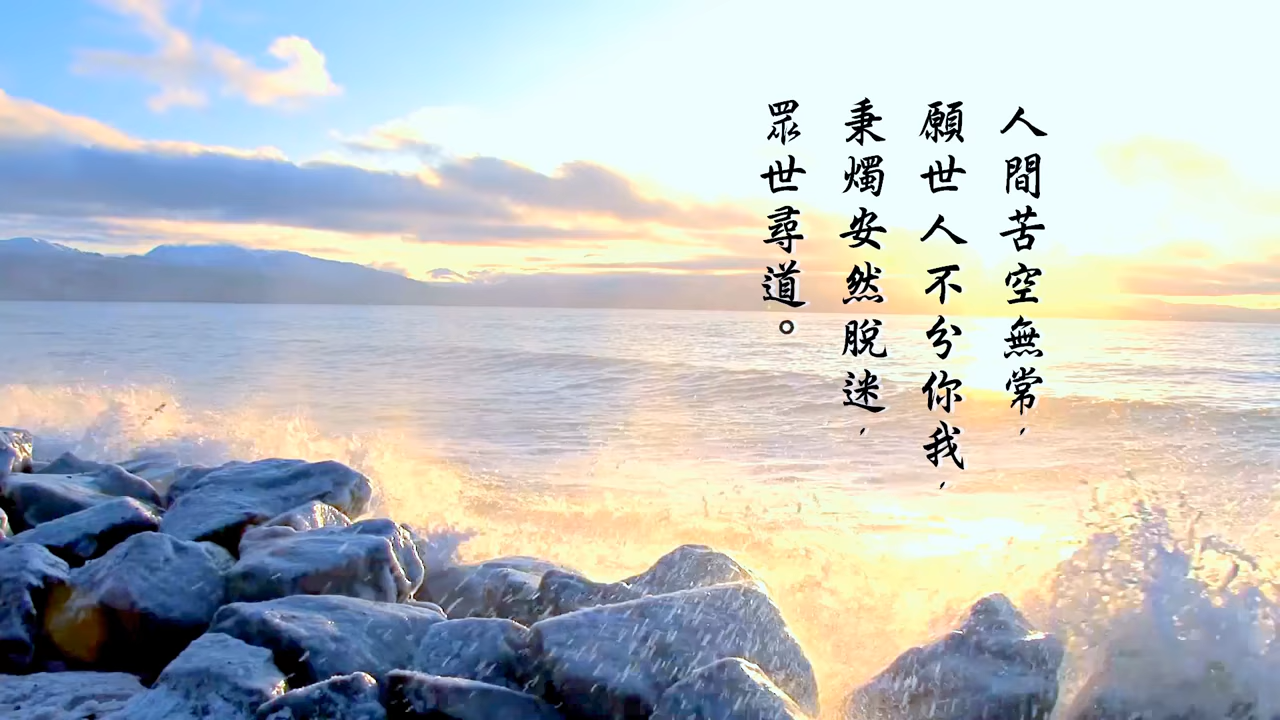 人間苦空無常，
願世人不分你我，
秉燭安然脫迷，
眾世尋道。